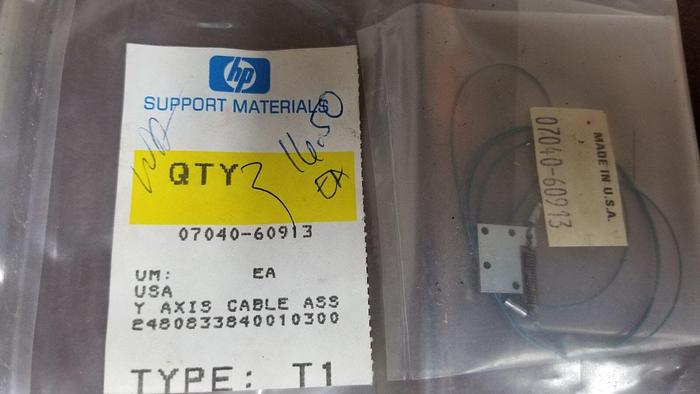 hp
SUPPORT MATERIALS
16.50
QTY 3
07040-60913
UM: EA
USA
Y AXIS CABLE ASS
2480833840010300
TYPE: T1
MADE IN U.S.A.
07040-60913